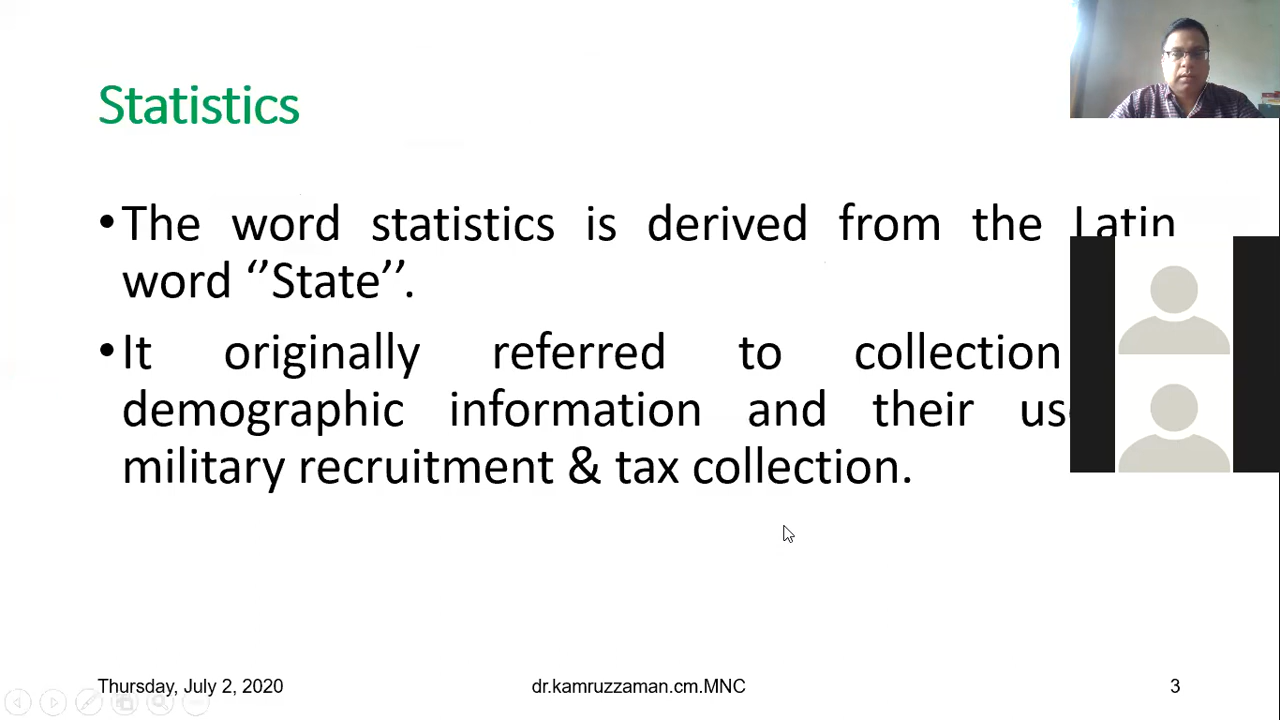 Statistics
•The word statistics is derived from the Latin
word ‘’State’’.
•It originally referred to collection
demographic information and their
military recruitment & tax collection.
Thursday, July 2, 2020
dr.kamruzzaman.cm.MNC
3